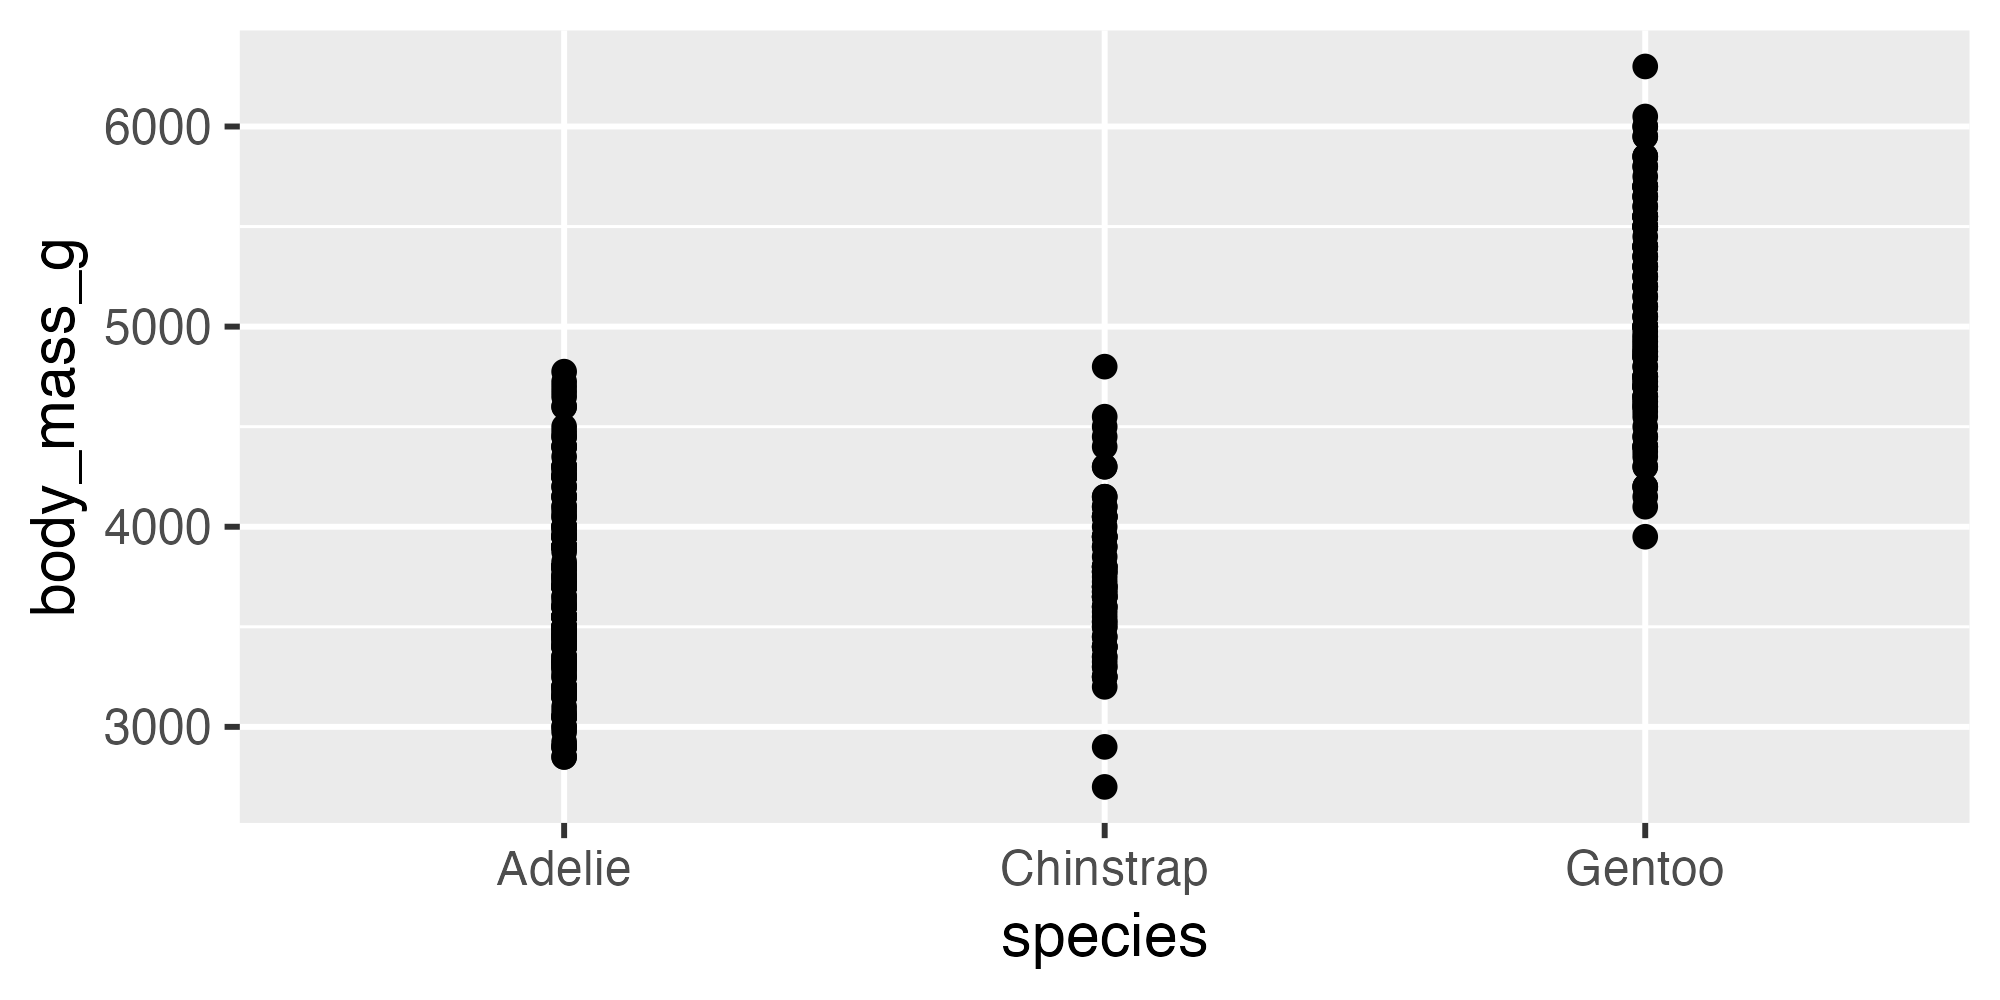 body_mass_g
6000
5000
4000
3000
Adelie
Chinstrap
Gentoo
species